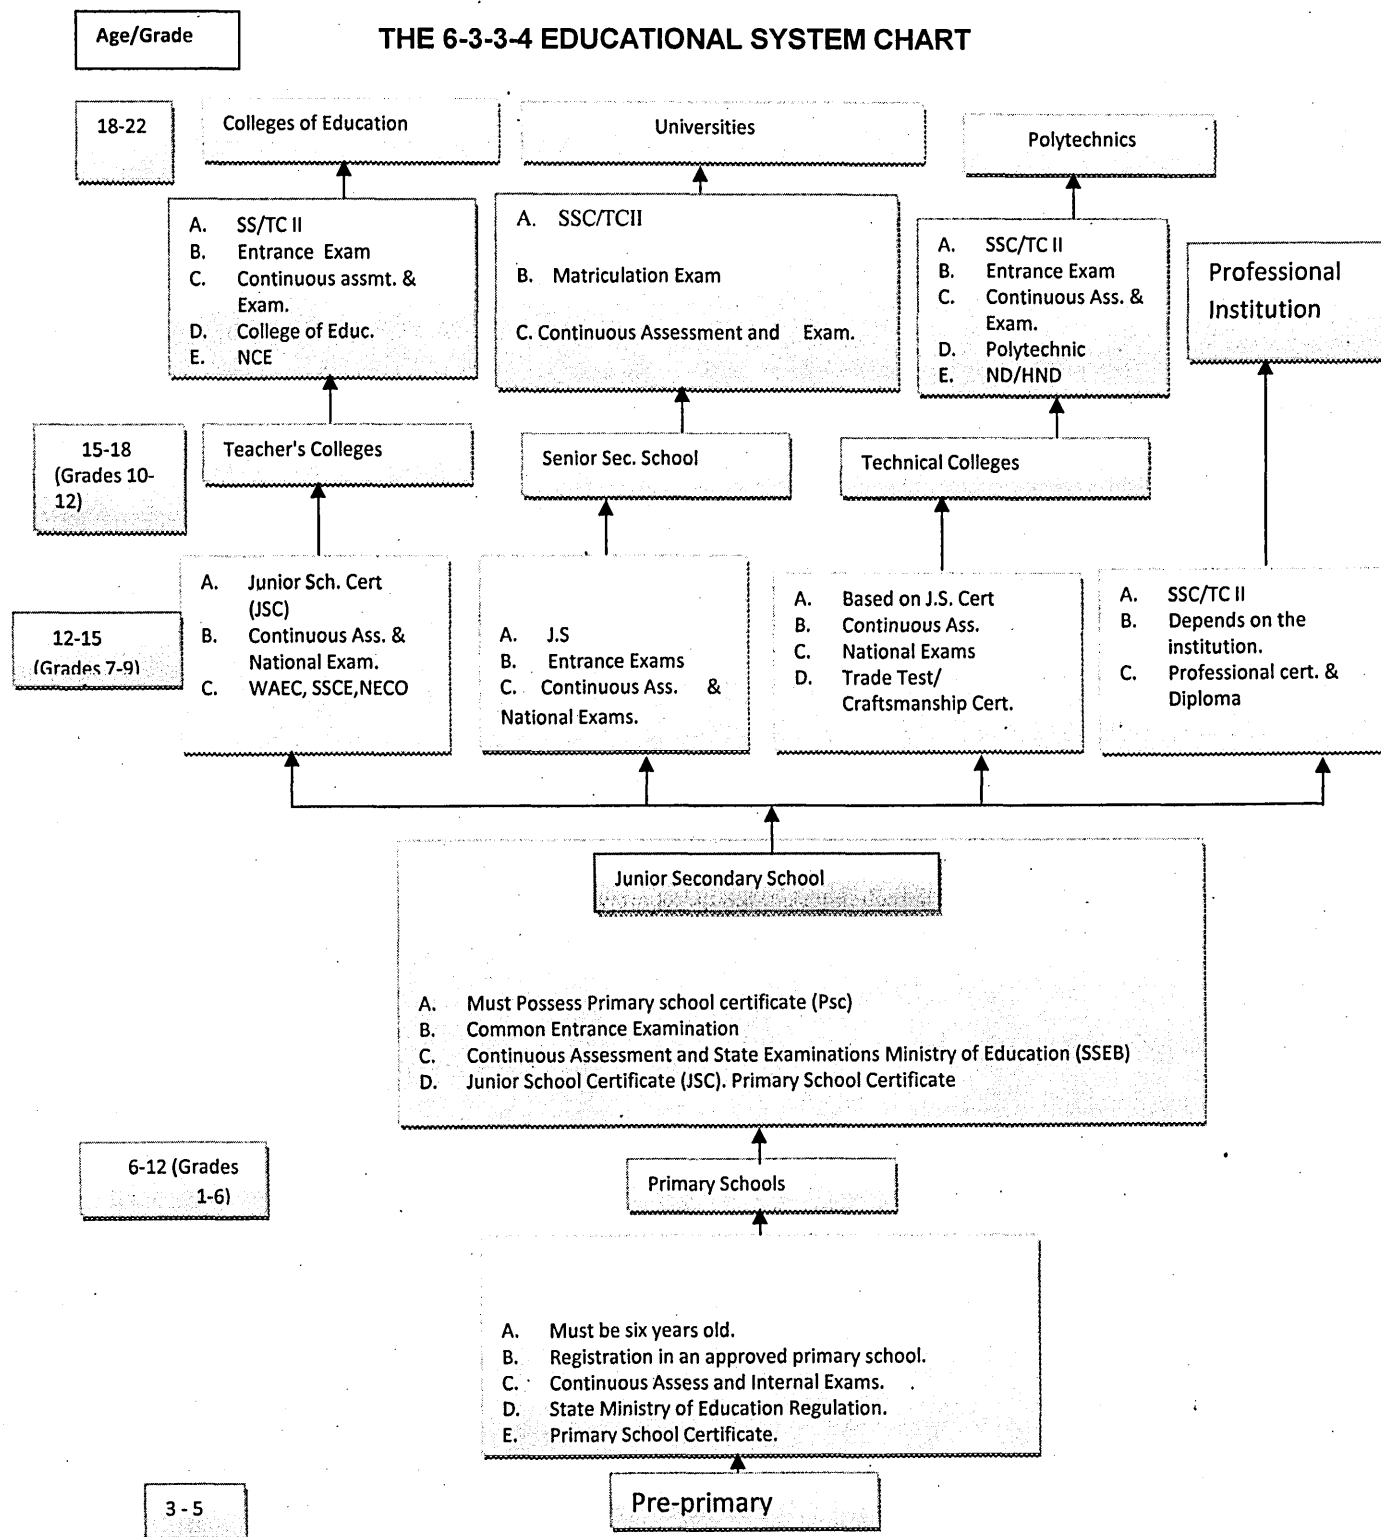 Age/Grade
THE 6-3-3-4 EDUCATIONAL SYSTEM CHART
18-22
Colleges of Education
Universities
Polytechnics
A. SS/TC II
B. Entrance Exam
C. Continuous assmt. &
Exam.
D. College of Educ.
E. NCE
A. SSC/TCII
B. Matriculation Exam
C. Continuous Assessment and Exam.
A. SSC/TC II
B. Entrance Exam
C. Continuous Ass. &
Exam.
D. Polytechnic
E. ND/HND
Professional
Institution
15-18
(Grades 10-
12)
Teacher's Colleges
Senior Sec. School
Technical Colleges
12-15
(Grades 7-9)
A. Junior Sch. Cert
(JSC)
B. Continuous Ass. &
National Exam.
C. WAEC, SSCE,NECO
A. J.S
B. Entrance Exams
C. Continuous Ass. &
National Exams.
A. Based on J.S. Cert
B. Continuous Ass.
C. National Exams
D. Trade Test/
Craftsmanship Cert.
A. SSC/TC II
B. Depends on the
institution.
C. Professional cert. &
Diploma
Junior Secondary School
A. Must Possess Primary school certificate (Psc)
B. Common Entrance Examination
C. Continuous Assessment and State Examinations Ministry of Education (SSEB)
D. Junior School Certificate (JSC). Primary School Certificate
6-12 (Grades
1-6)
Primary Schools
A. Must be six years old.
B. Registration in an approved primary school.
C. Continuous Assess and Internal Exams.
D. State Ministry of Education Regulation.
E. Primary School Certificate.
3 - 5
Pre-primary